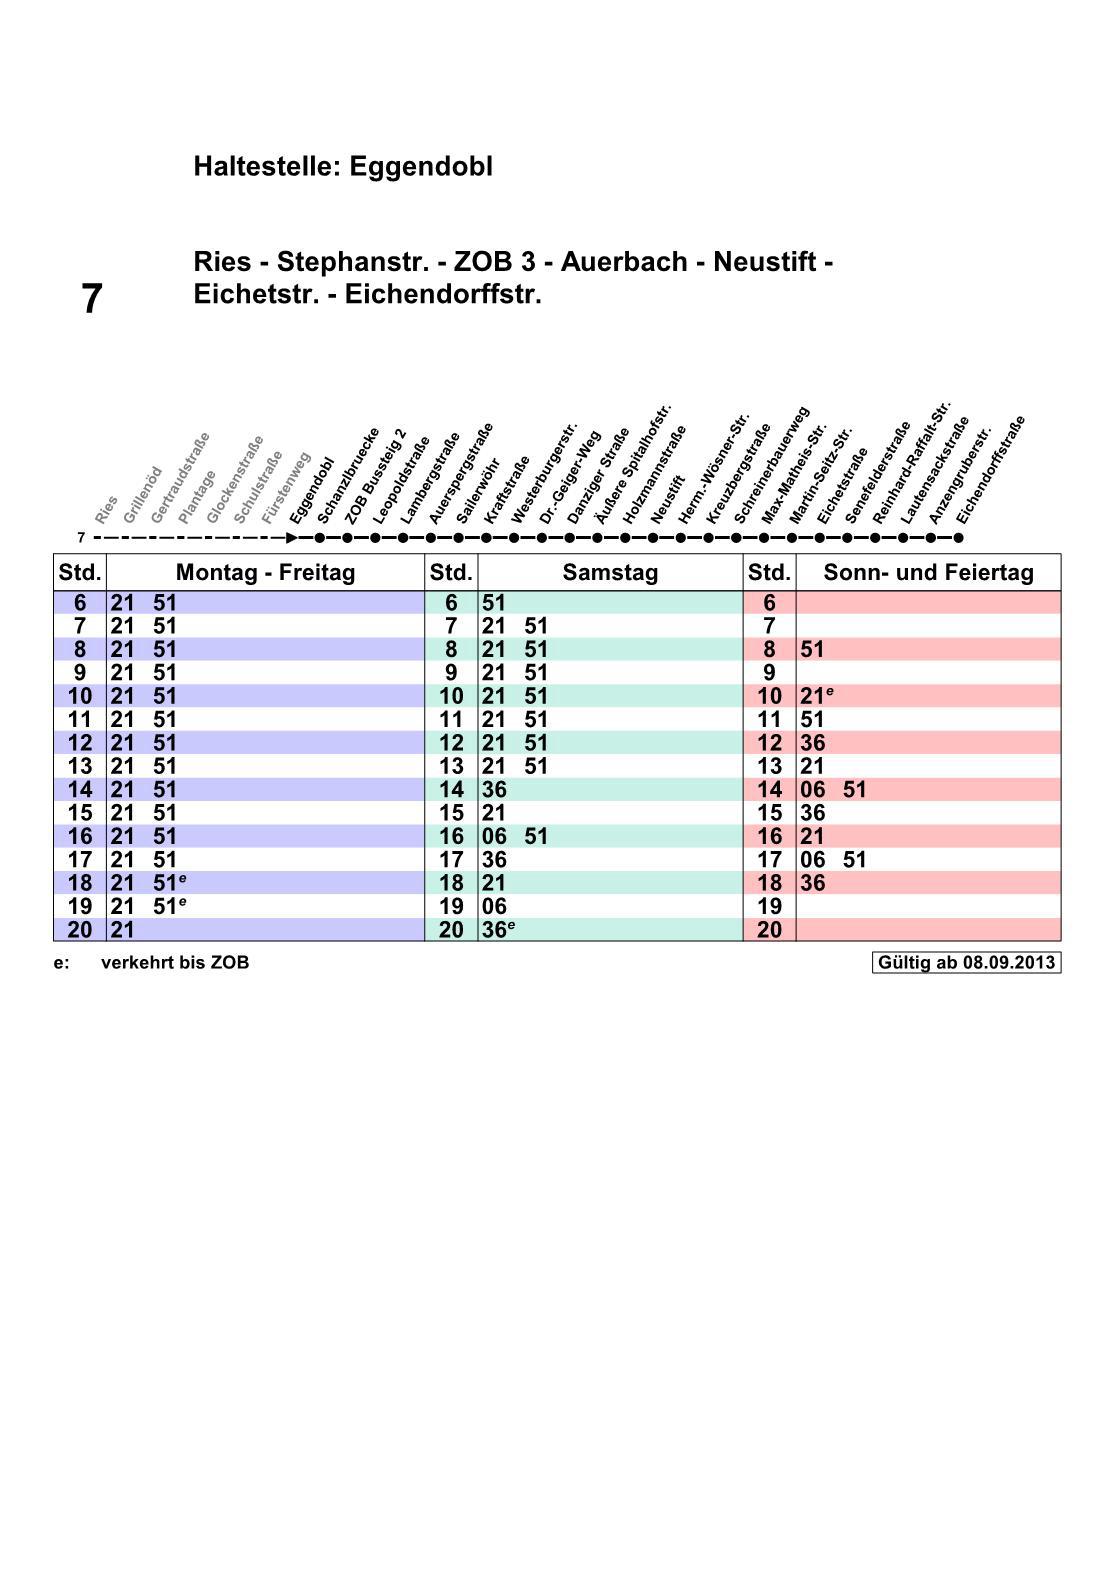 Haltestelle: Eggendobl
Ries - Stephanstr. - ZOB 3 - Auerbach - Neustift -
7 Eichetstr. - Eichendorffstr.
Ries
Grillenöd
Gertraudstraße
Plantage
Glockenstraße
Schulstraße
Fürstenweg
Eggendobl
Schanzlbruecke
ZOB Bussteig 2
Leopoldstraße
Lambergstraße
Auerspergstraße
Sailerwöhr
Kraftstraße
Westerburgerstr.
Dr.-Geiger-Weg
Danziger Straße
Äußere Spitalhofstr.
Holzmannstraße
Neustift
Herm.-Wösner-Str.
Kreuzbergstraße
Schreinerbauerweg
Max-Matheis-Str.
Martin-Seitz-Str.
Eichetstraße
Senefelderstraße
Reinhard-Raffalt-Str.
Lautensackstraße
Anzengruberstr.
Eichendorffstraße
7
Std. Montag - Freitag Std. Samstag Std. Sonn- und Feiertag
6 21 51 6 51 6
7 21 51 7 21 51 7
8 21 51 8 21 51 8 51
9 21 51 9 21 51 9
10 21 51 10 21 51 10 21e
11 21 51 11 21 51 11 51
12 21 51 12 21 51 12 36
13 21 51 13 21 51 13 21
14 21 51 14 36 14 06 51
15 21 51 15 21 15 36
16 21 51 16 06 51 16 21
17 21 51 17 36 17 06 51
18 21 51e 18 21 18 36
19 21 51e 19 06 19
20 21 20 36e 20
e: verkehrt bis ZOB Gültig ab 08.09.2013